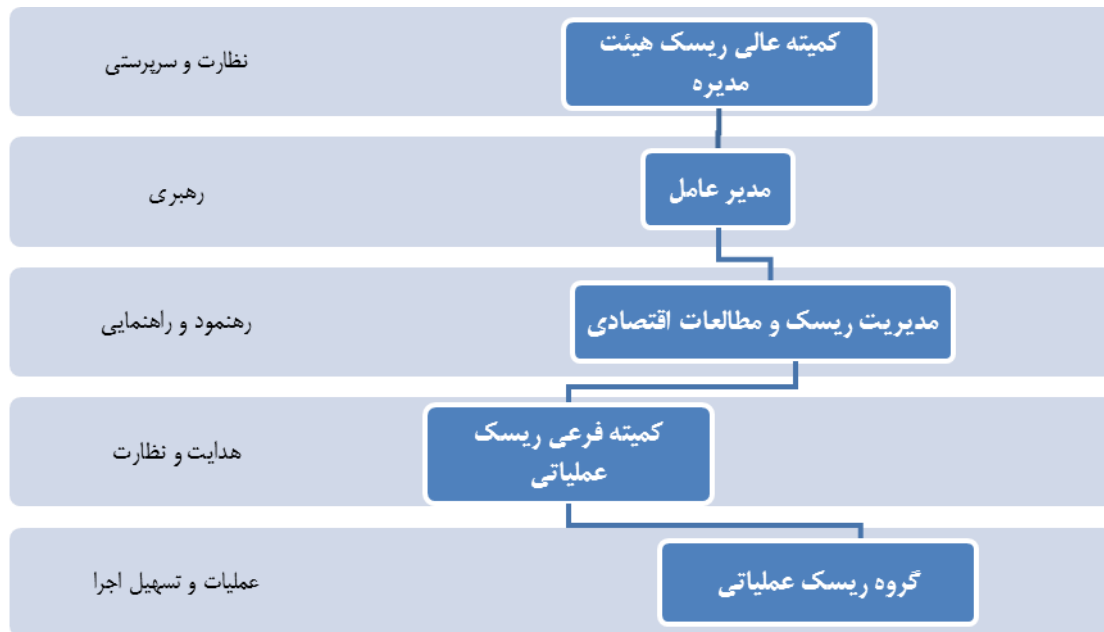 کمیته عالی ریسک هیئت
مدیره
نظارت و سرپرستی
مدیر عامل
رهبری
مدیریت ریسک و مطالعات اقتصادی
رهنمود و راهنمایی
کمیته فرعی ریسک
عملیاتی
هدایت و نظارت
گروه ریسک عملیاتی
عملیات و تسهیل اجرا